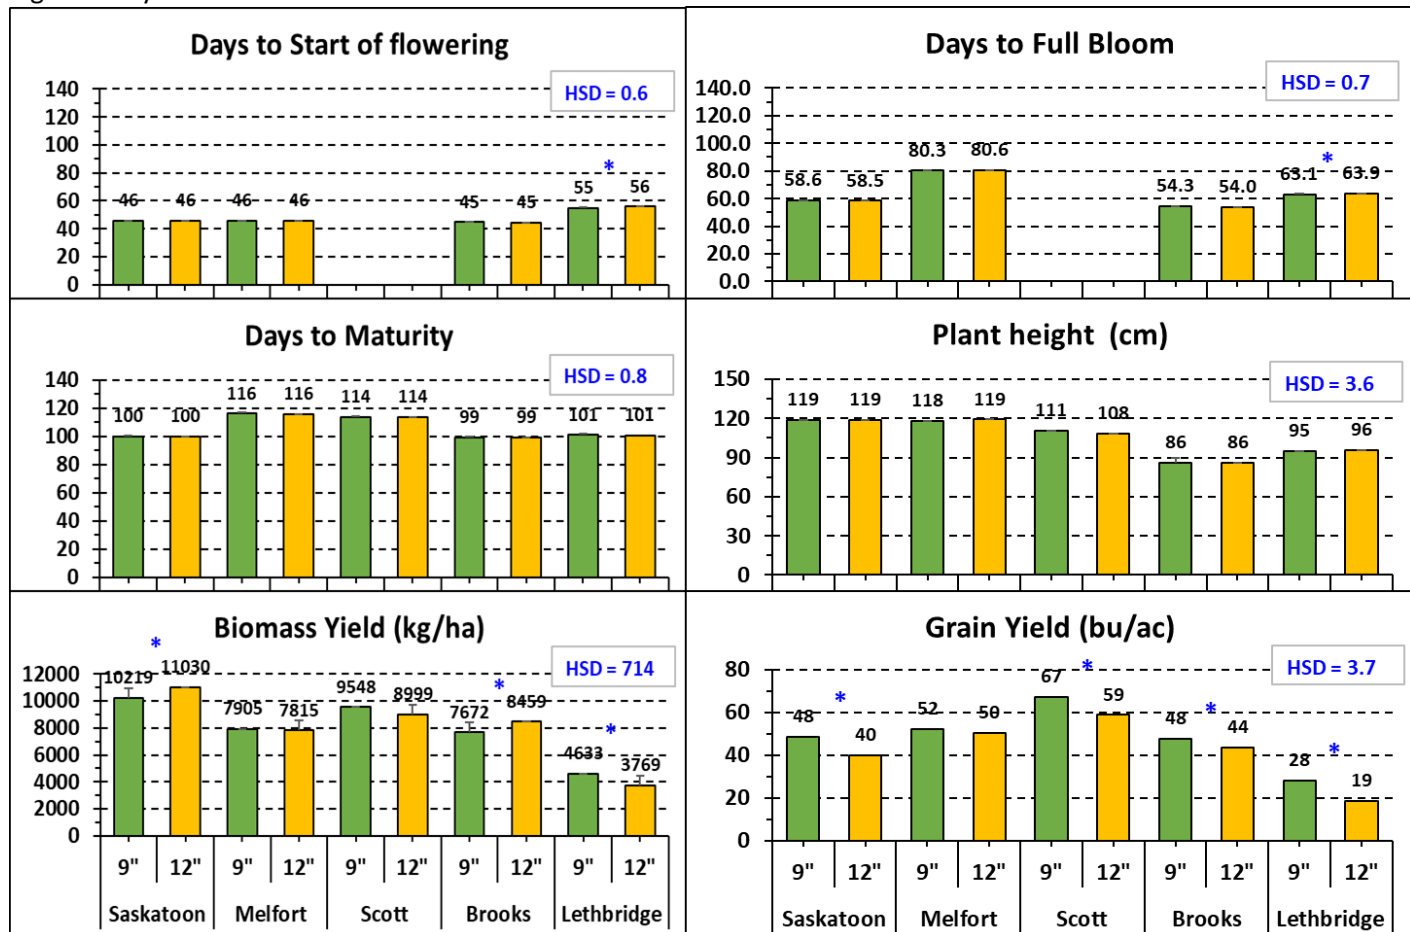 Days to Start of flowering
HSD = 0.6
140
120
100
80
60
40
20
0
46 46 46 46 45 45 55 * 56
Days to Full Bloom
HSD = 0.7
140.0
120.0
100.0
80.0
60.0
40.0
20.0
0.0
58.6 58.5 80.3 80.6 54.3 54.0 63.1 * 63.9
Days to Maturity
HSD = 0.8
140
120
100
80
60
40
20
0
100 100 116 116 114 114 99 99 101 101
Plant height (cm)
HSD = 3.6
150
120
90
60
30
0
119 119 118 119 111 108 86 86 95 96
Biomass Yield (kg/ha)
HSD = 714
12000
10000
8000
6000
4000
2000
0
10219 * 11030 7905 7815 9548 8999 7672 * 8459 4633 * 3769
9" 12" 9" 12" 9" 12" 9" 12" 9" 12"
Saskatoon Melfort Scott Brooks Lethbridge
Grain Yield (bu/ac)
HSD = 3.7
80
60
40
20
0
48 * 40 52 50 67 * 59 48 * 44 28 * 19
9" 12" 9" 12" 9" 12" 9" 12" 9" 12"
Saskatoon Melfort Scott Brooks Lethbridge